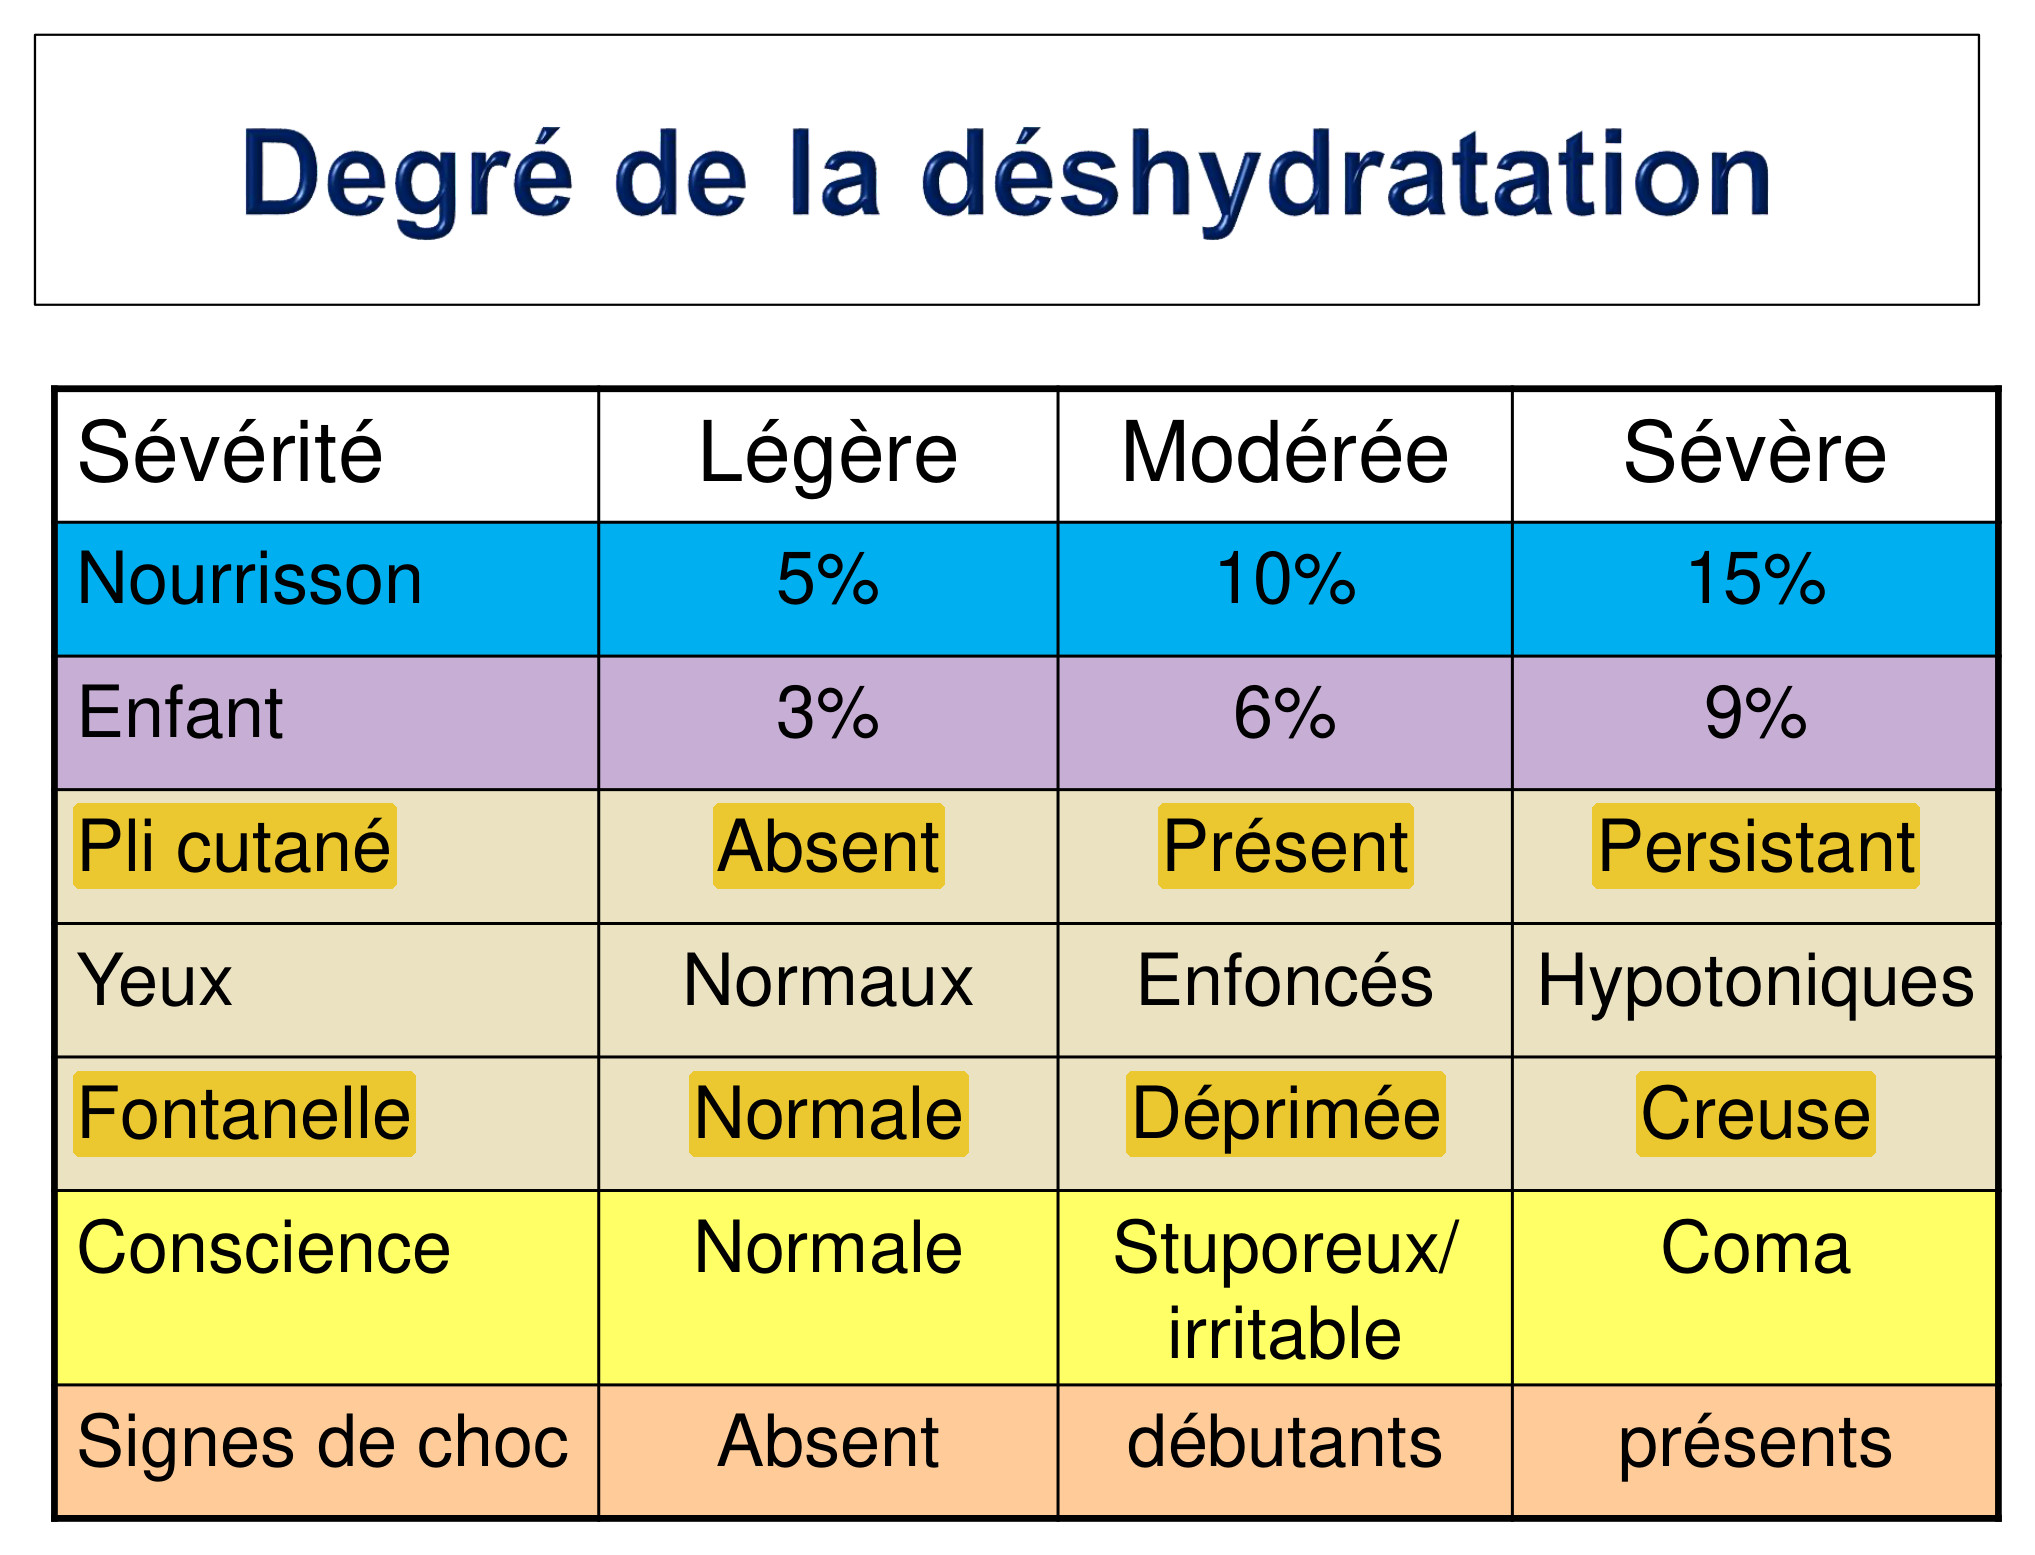 Degré de la déshydratation
Sévérité Légère Modérée Sévère
Nourrisson 5% 10% 15%
Enfant 3% 6% 9%
Pli cutané Absent Présent Persistant
Yeux Normaux Enfoncés Hypotoniques
Fontanelle Normale Déprimée Creuse
Conscience Normale Stuporeux/ Coma
irritable
Signes de choc Absent débutants présents